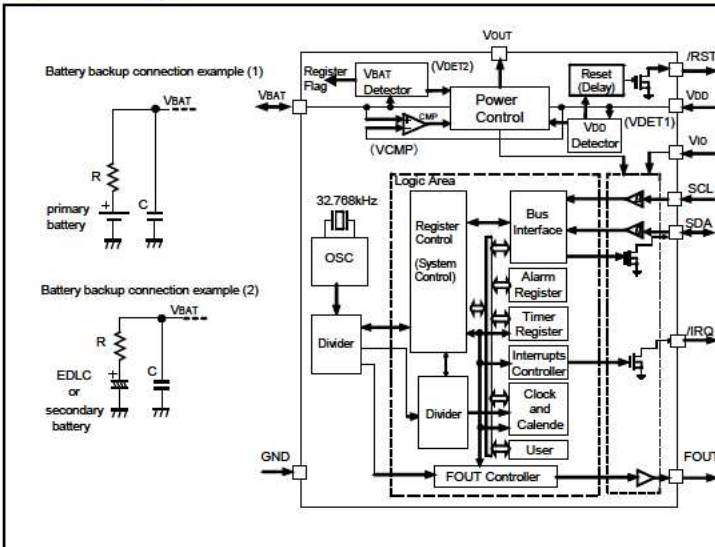 Battery backup connection example (1)
VBAT
R
+
C
primary
battery
Battery backup connection example (2)
VBAT
R
+
EDLC
or
secondary
battery
C
VOUT
Register
Flag
VBAT
Detector
(VDET2)
Power
Control
Reset
(Delay)
/RST
VBAT
CMP
(VCMP)
VDD
Detector
(VDET1)
VDD
VIO
32.768kHz
OSC
Divider
Logic Area
Register
Control
(System
Control)
Divider
Bus
Interface
Alarm
Register
Timer
Register
Interrupts
Controller
Clock
and
Calende
User
FOUT Controller
SCL
SDA
/IRQ
GND
FOUT